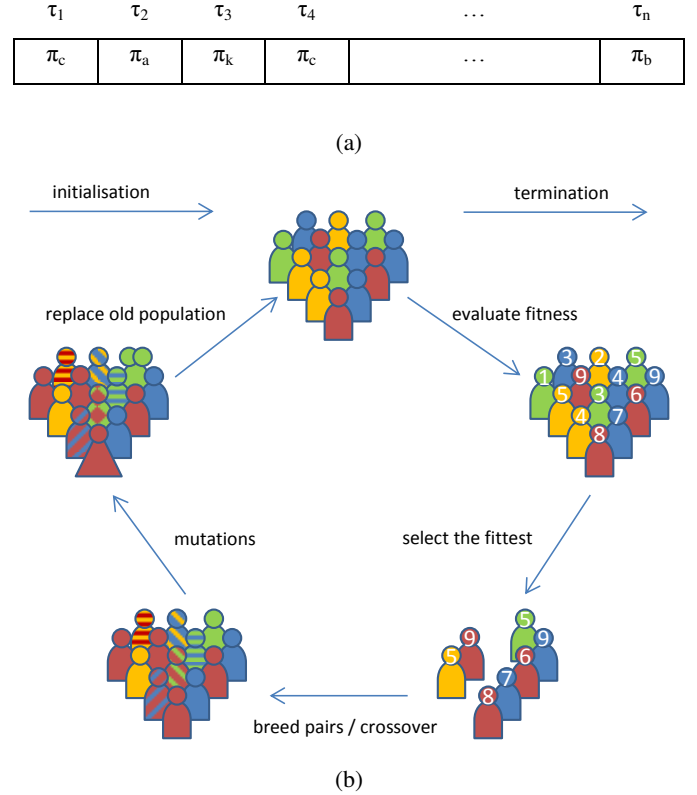 τ1 τ2 τ3 τ4 ... τn
πc πa πk πc ... πb
(a)
initialisation termination
replace old population evaluate fitness
3 2 5
1 9 4 9
5 3 6
4 7
8
mutations select the fittest
5
9 9
5 6
7
8
breed pairs / crossover
(b)